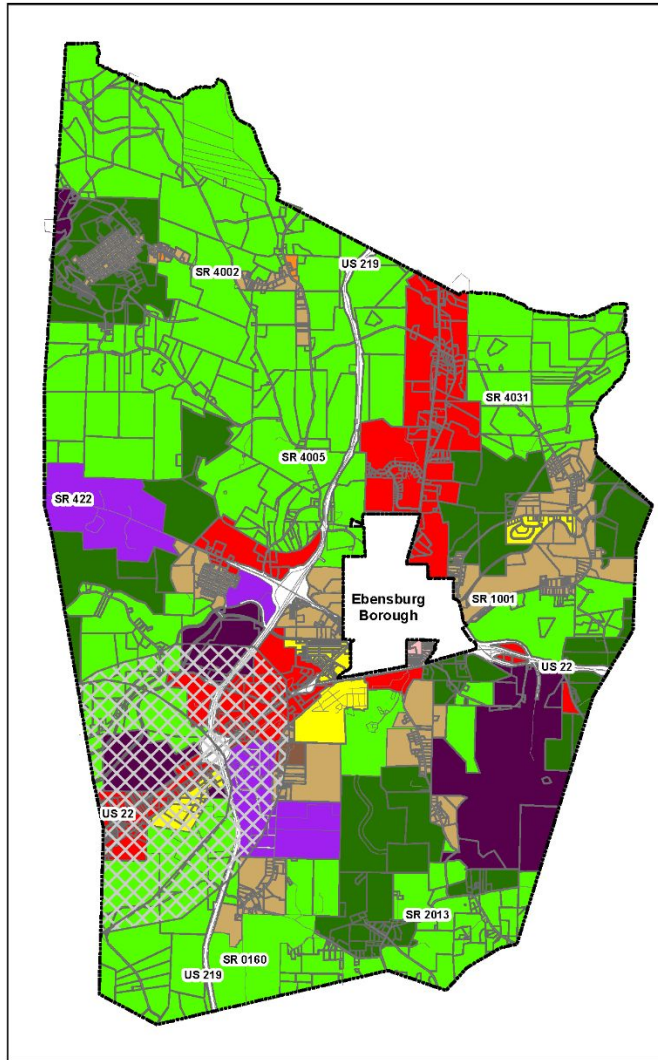 US 219
SR 4002
SR 4031
SR 4005
SR 422
Ebensburg
Borough
SR 1001
US 22
US 22
SR 2013
SR 0160
US 219